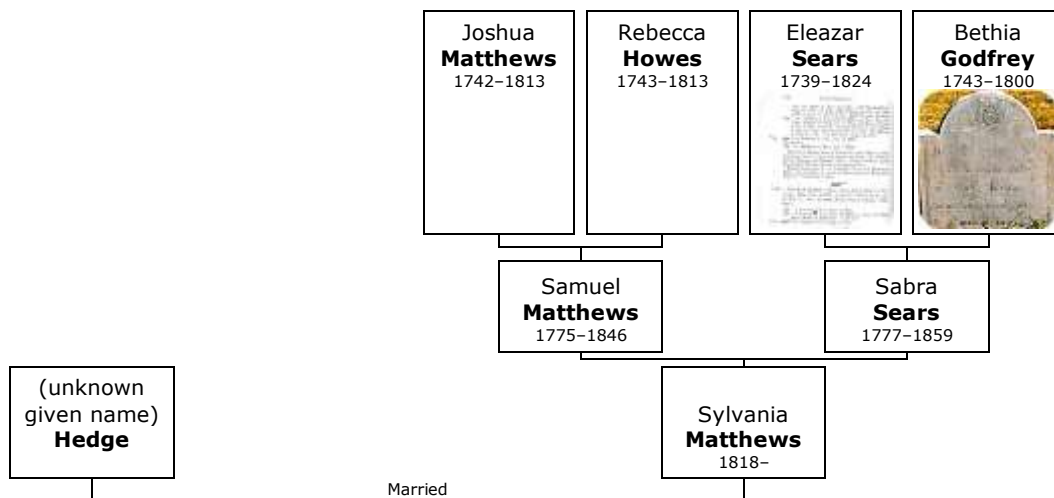 Joshua
Matthews
1742–1813
Rebecca
Howes
1743–1813
Eleazar
Sears
1739–1824
Bethia
Godfrey
1743–1800
Samuel
Matthews
1775–1846
Sabra
Sears
1777–1859
(unknown
given name)
Hedge
Sylvania
Matthews
1818–
Married